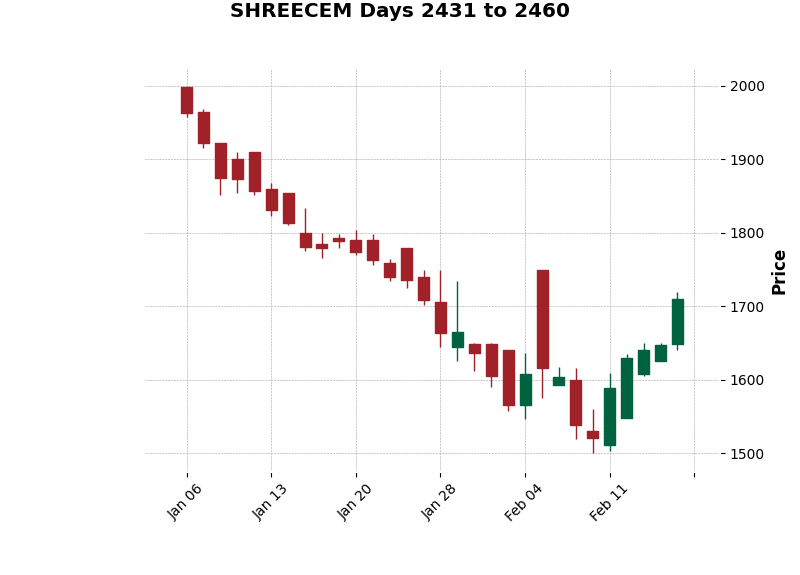 SHREECEM Days 2431 to 2460
2000
1900
1800
1700
1600
1500
Price
Jan 06
Jan 13
Jan 20
Jan 28
Feb 04
Feb 11